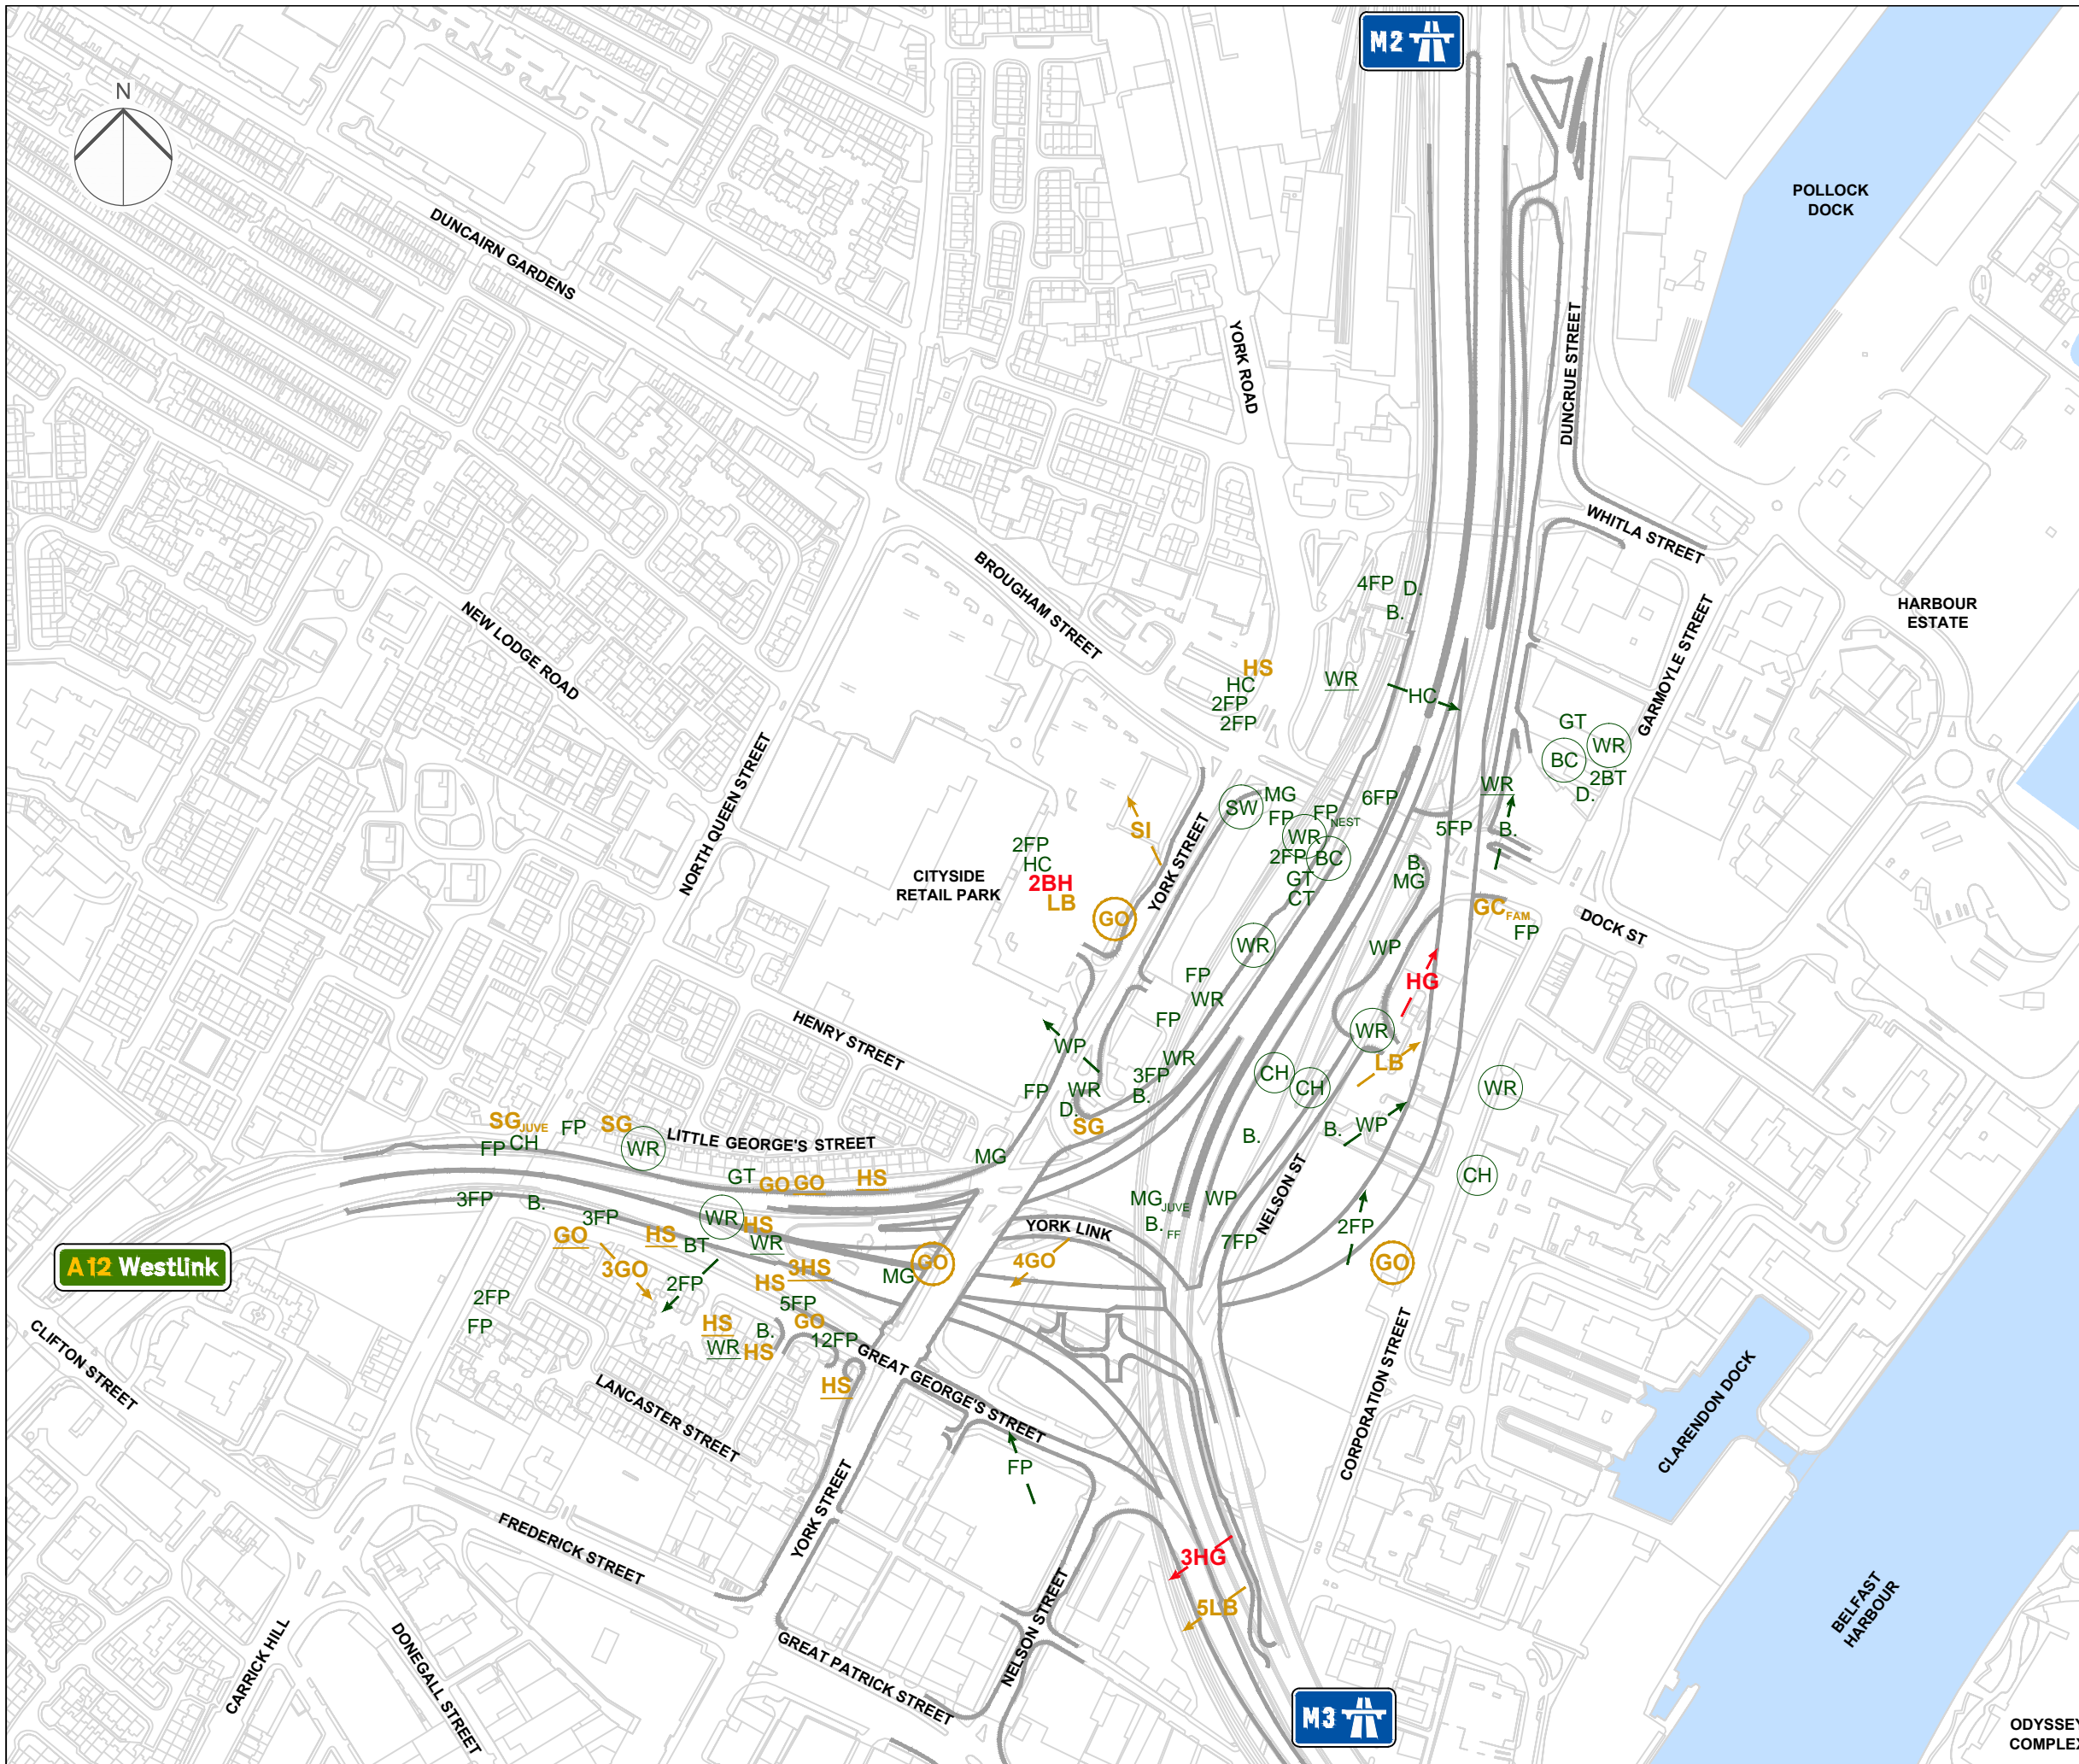 M2
N
POLLOCK
DOCK
DUNCAIRN GARDENS
YORK ROAD
DUNCRUE STREET
WHITLA STREET
BROUGHAM STREET
4FP
D.
B.
HARBOUR
ESTATE
NEW LODGE ROAD
GARMOYLE STREET
HS
HC
2FP
2FP
WR
HC
GT
WR
BC
2BT
D.
NORTH QUEEN STREET
SW
MG
FP
FP NEST
WR
2FP
BC
GT
CT
6FP
WR
5FP
B.
SI
YORK STREET
2FP
HC
2BH
LB
CITYSIDE
RETAIL PARK
GO
B.
MG
GC FAM
FP
DOCK ST
WR
WP
HG
FP
WR
FP
HENRY STREET
WP
WR
WR
LB
3FP
B.
CH
CH
WR
FP
WR
D.
SG
SG JUVE
FP
SG
FP
CH
WR
LITTLE GEORGE'S STREET
MG
B.
B.
WP
CH
GT
GO
GO
HS
3FP
B.
3FP
WR
HS
WR
MG JUVE
B. FF
WP
7FP
NELSON ST
2FP
YORK LINK
GO
HS
BT
3GO
2FP
3HS
HS
MG
GO
4GO
GO
A12 Westlink
2FP
FP
5FP
GO
12FP
HS
B.
WR
HS
HS
CLIFTON STREET
LANCASTER STREET
GREAT GEORGE'S STREET
CORPORATION STREET
CLARENDON DOCK
FP
YORK STREET
FREDERICK STREET
3HG
5LB
NELSON STREET
BELFAST
HARBOUR
CARRICK HILL
DONEGALL STREET
GREAT PATRICK STREET
M3
ODYSSEY
COMPLEX